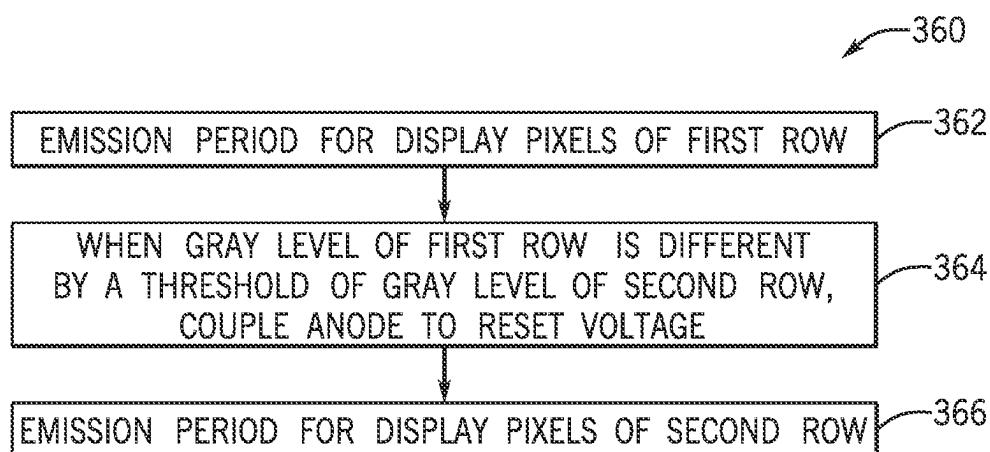 360
EMISSION PERIOD FOR DISPLAY PIXELS OF FIRST ROW
362
WHEN GRAY LEVEL OF FIRST ROW IS DIFFERENT
BY A THRESHOLD OF GRAY LEVEL OF SECOND ROW,
COUPLE ANODE TO RESET VOLTAGE
364
EMISSION PERIOD FOR DISPLAY PIXELS OF SECOND ROW
366